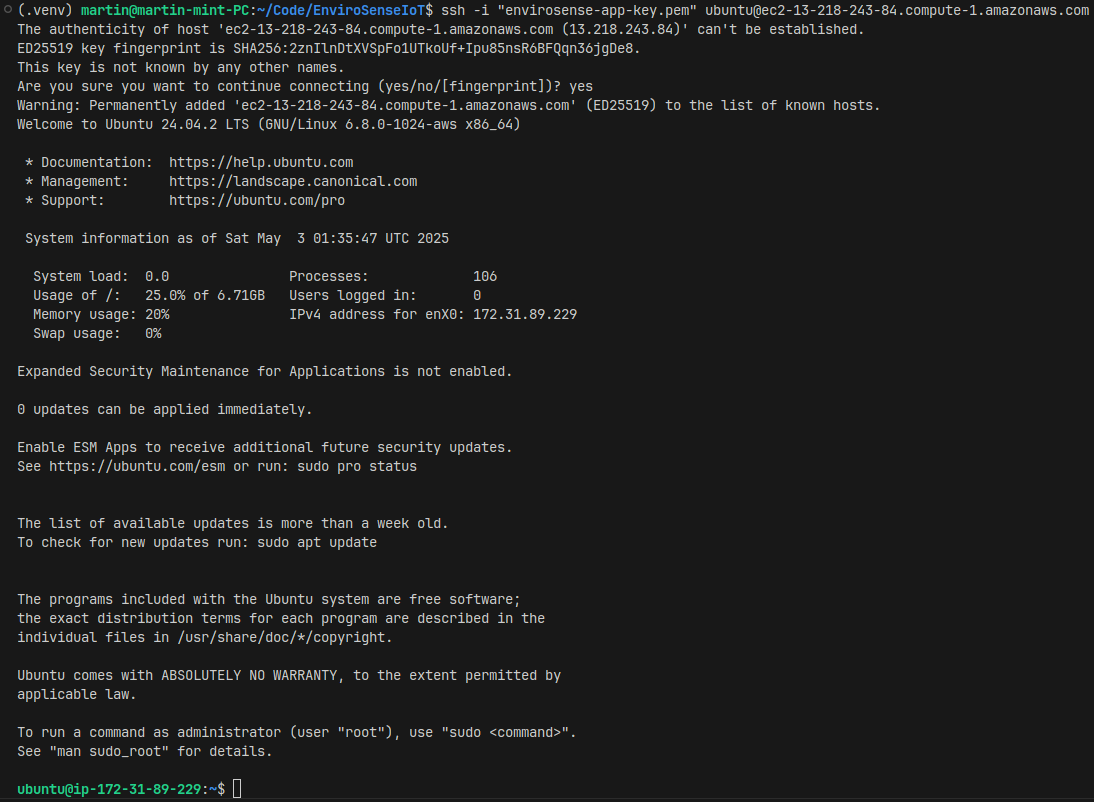 (.venv) martin@martin-mint-PC:~/Code/EnviroSenseIoT$ ssh -i "envirosense-app-key.pem" ubuntu@ec2-13-218-243-84.compute-1.amazonaws.com
The authenticity of host 'ec2-13-218-243-84.compute-1.amazonaws.com (13.218.243.84)' can't be established.
ED25519 key fingerprint is SHA256:2znIlnDtXVSpFo1UTkoUf+Ipu85nsR6BFQqn36jgDe8.
This key is not known by any other names.
Are you sure you want to continue connecting (yes/no/[fingerprint])? yes
Warning: Permanently added 'ec2-13-218-243-84.compute-1.amazonaws.com' (ED25519) to the list of known hosts.
Welcome to Ubuntu 24.04.2 LTS (GNU/Linux 6.8.0-1024-aws x86_64)

 * Documentation:  https://help.ubuntu.com
 * Management:     https://landscape.canonical.com
 * Support:        https://ubuntu.com/pro

 System information as of Sat May  3 01:35:47 UTC 2025

  System load:  0.0               Processes:             106
  Usage of /:   25.0% of 6.71GB   Users logged in:       0
  Memory usage: 20%               IPv4 address for enX0: 172.31.89.229
  Swap usage:   0%

Expanded Security Maintenance for Applications is not enabled.

0 updates can be applied immediately.

Enable ESM Apps to receive additional future security updates.
See https://ubuntu.com/esm or run: sudo pro status

The list of available updates is more than a week old.
To check for new updates run: sudo apt update

The programs included with the Ubuntu system are free software;
the exact distribution terms for each program are described in the
individual files in /usr/share/doc/*/copyright.

Ubuntu comes with ABSOLUTELY NO WARRANTY, to the extent permitted by
applicable law.

To run a command as administrator (user "root"), use "sudo <command>".
See "man sudo_root" for details.

ubuntu@ip-172-31-89-229:~$